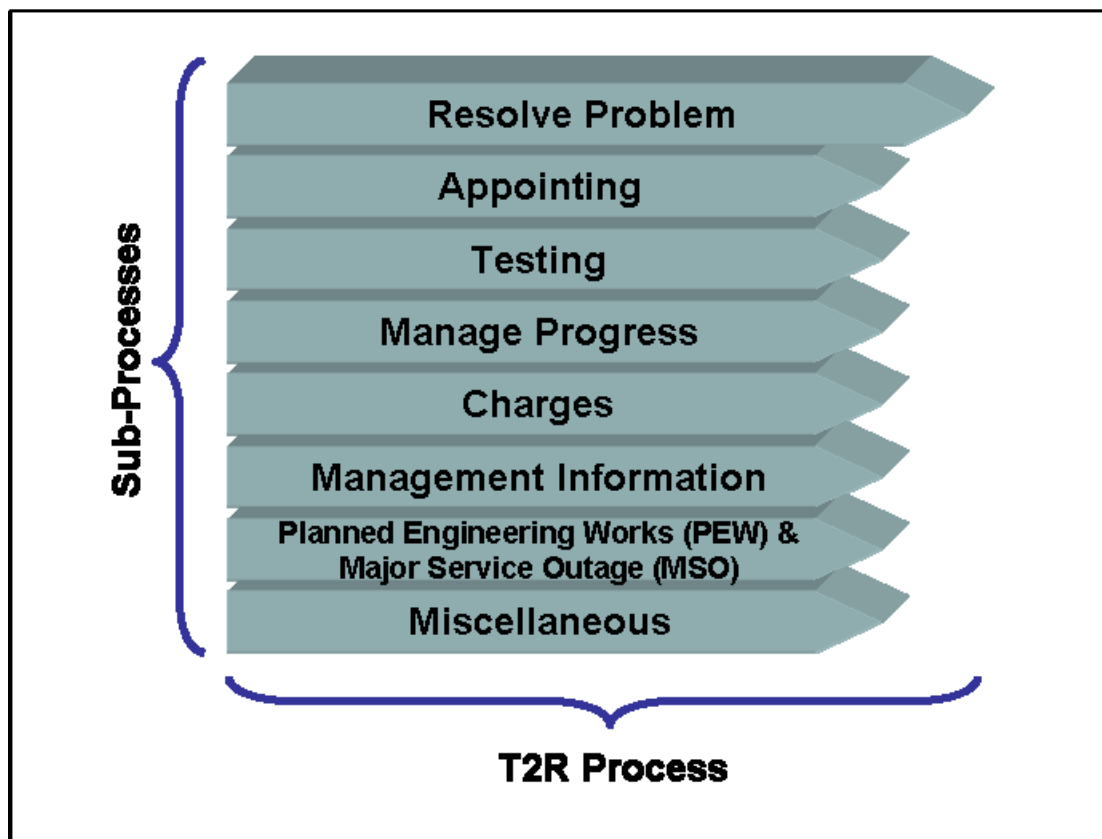 Resolve Problem
Appointing
Testing
Manage Progress
Charges
Management Information
Planned Engineering Works (PEW) &
Major Service Outage (MSO)
Miscellaneous
Sub-Processes
T2R Process